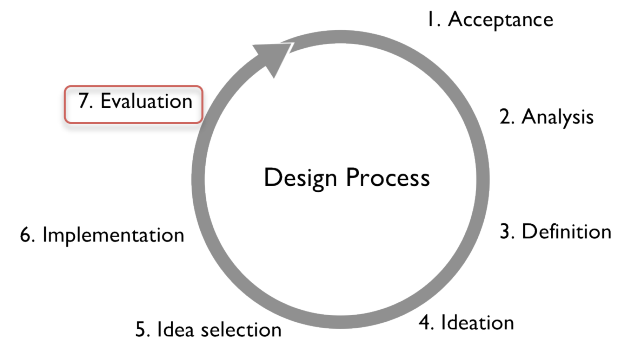 1. Acceptance
2. Analysis
3. Definition
4. Ideation
5. Idea selection
6. Implementation
7. Evaluation
Design Process